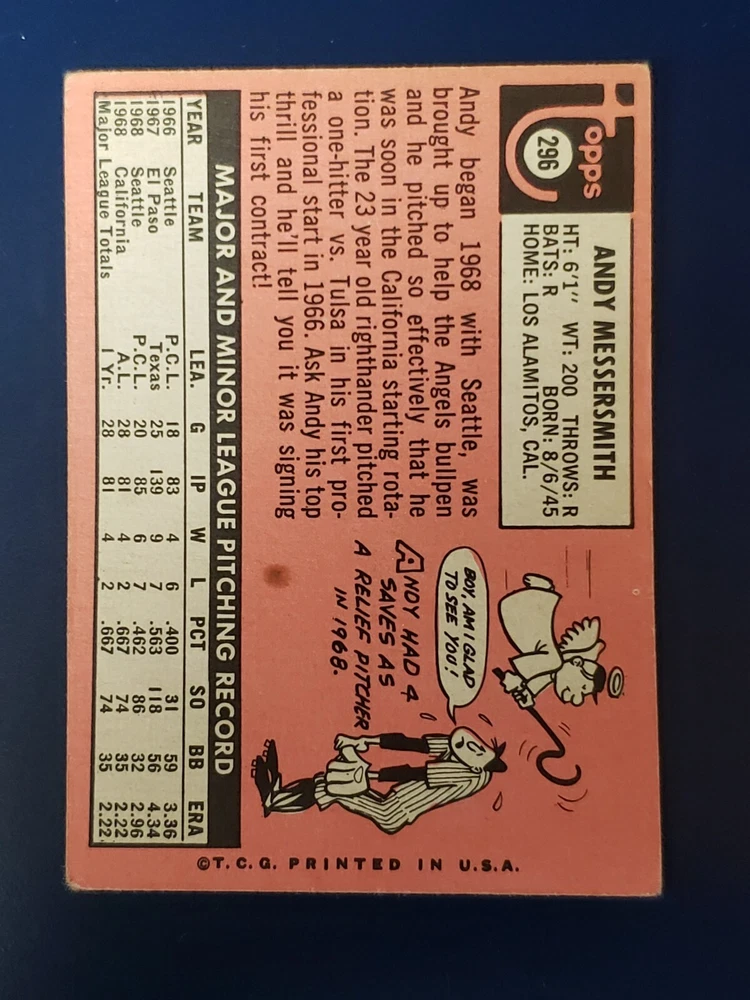 Topps
296
ANDY MESSERSMITH
HT: 6'1" WT: 200 THROWS: R
BATS: R BORN: 8/6/45
HOME: LOS ALAMITOS, CAL.
Andy began 1968 with Seattle, was
brought up to help the Angels bullpen
and he pitched so effectively that he
was soon in the California starting rota-
tion. The 23 year old righthander pitched
a one-hitter vs. Tulsa in his first pro-
fessional start in 1966. Ask Andy his top
thrill and he'll tell you it was signing
his first contract!
BOY, AM I GLAD
TO SEE YOU!
ANDY HAD 4
SAVES AS
A RELIEF PITCHER
IN 1968.
MAJOR AND MINOR LEAGUE PITCHING RECORD
YEAR TEAM LEA. G IP W L PCT SO BB ERA
1966 Seattle P.C.L. 18 83 4 6 .400 31 59 3.36
1967 El Paso Texas 25 139 9 7 .563 118 56 4.34
1968 Seattle P.C.L. 20 85 6 7 .462 86 32 2.96
1968 California A.L. 28 81 4 2 .667 74 35 2.22
Major League Totals 1 Yr. 28 81 4 2 .667 74 35 2.22
©T.C.G. PRINTED IN U.S.A.